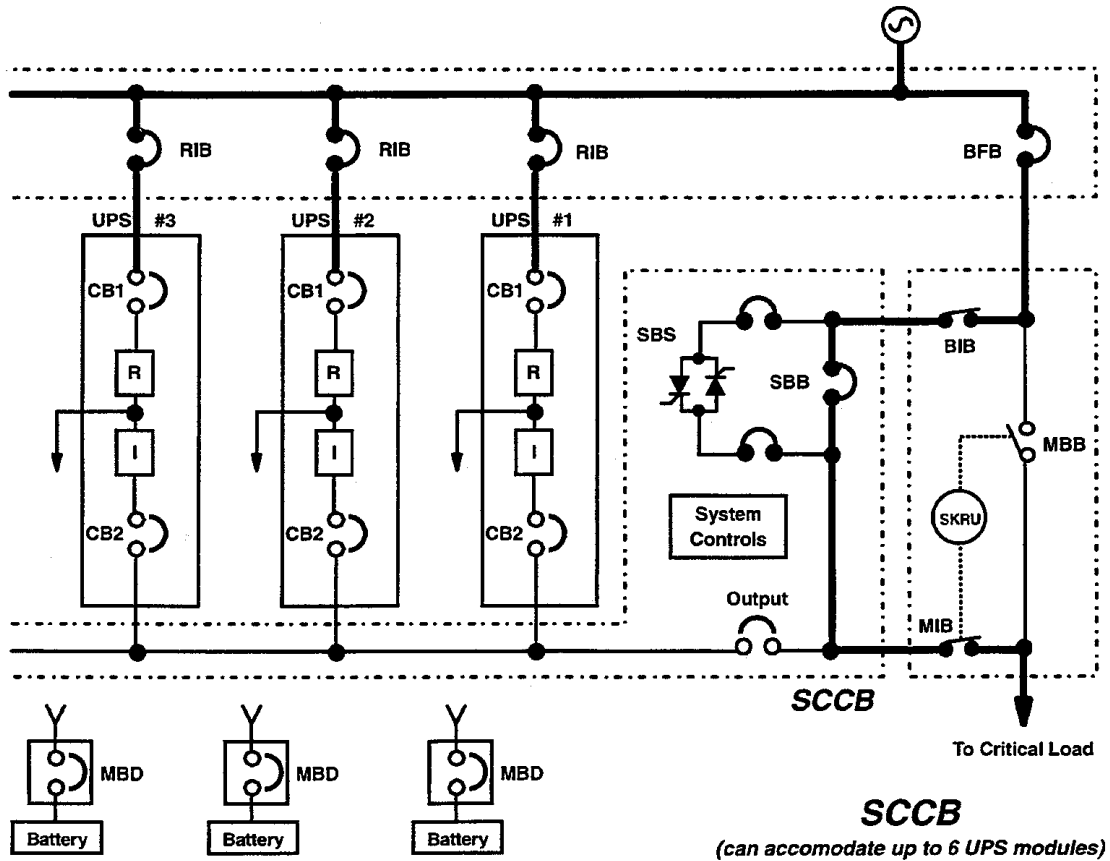 RIB
RIB
RIB
BFB
UPS #3
UPS #2
UPS #1
CB1
CB1
CB1
SBS
BIB
SBB
R
R
R
MBB
I
I
I
System
Controls
SKRU
CB2
CB2
CB2
Output
MIB
SCCB
To Critical Load
MBD
MBD
MBD
Battery
Battery
Battery
SCCB
(can accomodate up to 6 UPS modules)